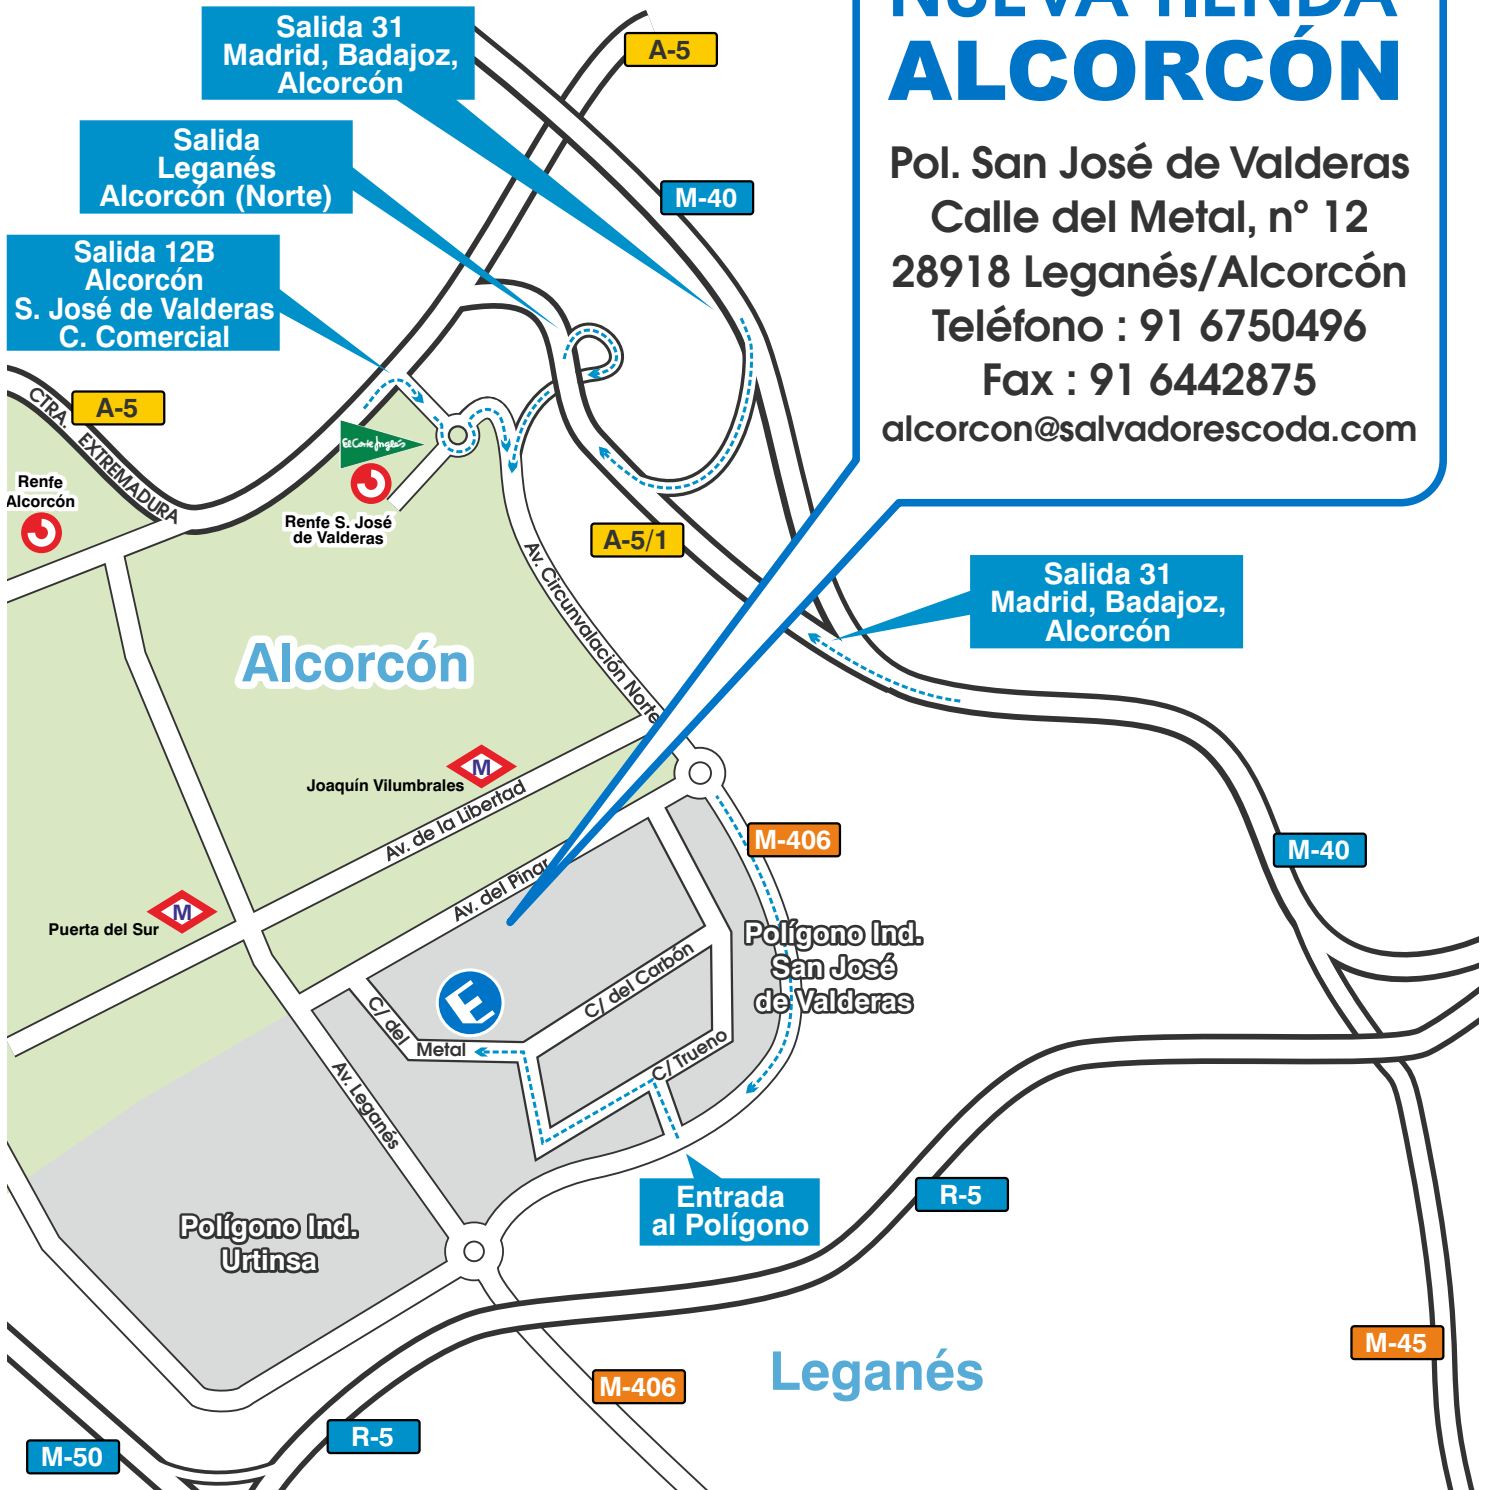 NUEVA TIENDA
ALCORCÓN
Pol. San José de Valderas
Calle del Metal, n° 12
28918 Leganés/Alcorcón
Teléfono : 91 6750496
Fax : 91 6442875
alcorcon@salvadorescoda.com
Salida 31
Madrid, Badajoz,
Alcorcón
A-5
Salida
Leganés
Alcorcón (Norte)
M-40
Salida 12B
Alcorcón
S. José de Valderas
C. Comercial
A-5
CTRA. EXTREMADURA
El Corte Inglés
Renfe
Alcorcón
Renfe S. José
de Valderas
A-5/1
Av. Circunvalación Norte
Salida 31
Madrid, Badajoz,
Alcorcón
Alcorcón
M
Joaquín Vilumbrales
Av. de la Libertad
M-406
M-40
Av. del Pinar
M
Puerta del Sur
Polígono Ind.
San José
de Valderas
C/ del Carbón
E
C/ del
Metal
C/ Trueno
Av. Leganés
Entrada
al Polígono
R-5
Polígono Ind.
Urtinsa
M-45
Leganés
M-406
R-5
M-50